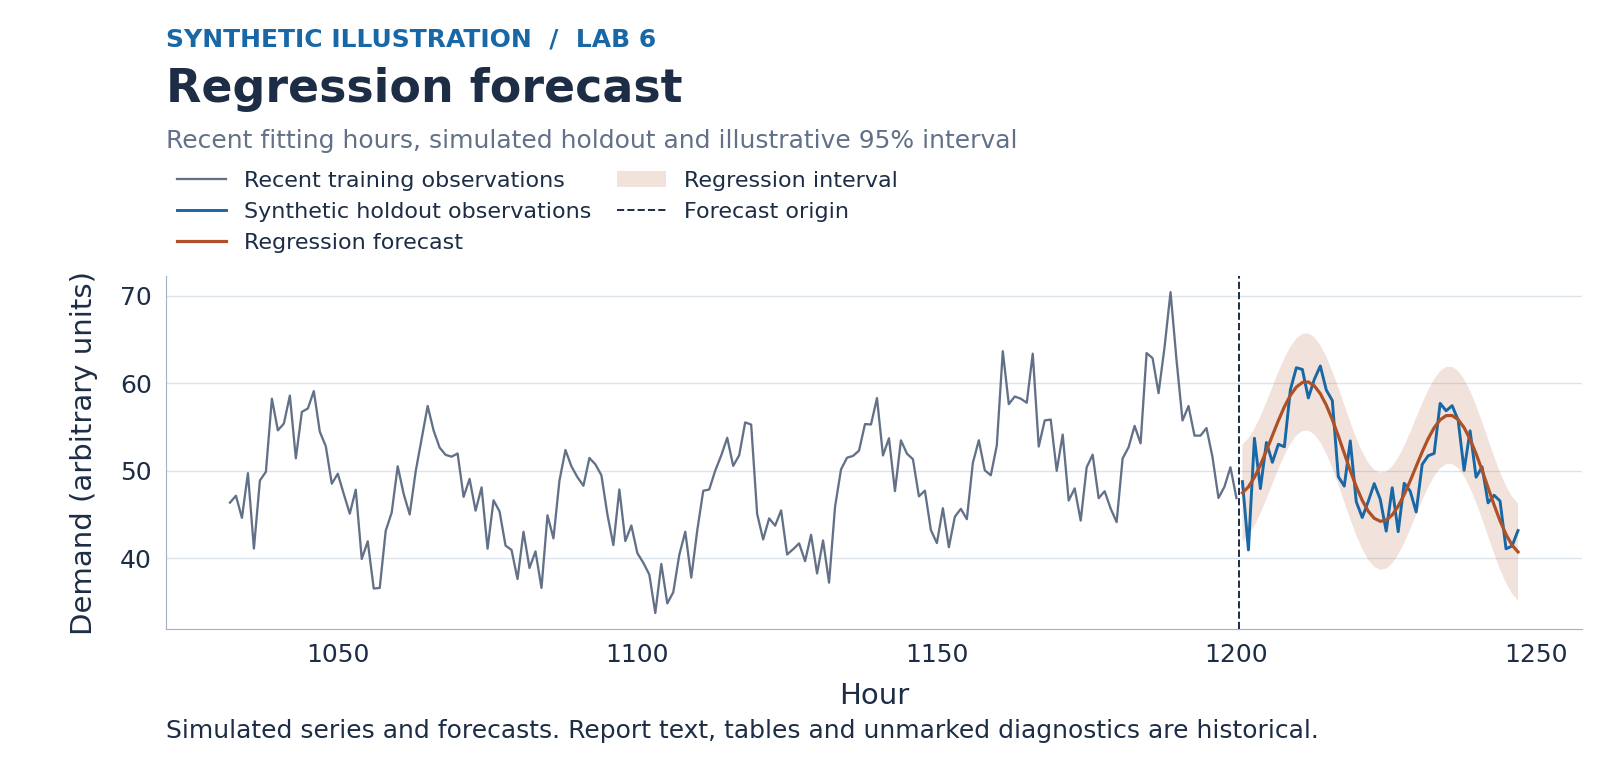 SYNTHETIC ILLUSTRATION / LAB 6
Regression forecast
Recent fitting hours, simulated holdout and illustrative 95% interval
Recent training observations
Synthetic holdout observations
Regression forecast
Regression interval
Forecast origin
Demand (arbitrary units)
70
60
50
40
1050
1100
1150
1200
1250
Hour
Simulated series and forecasts. Report text, tables and unmarked diagnostics are historical.